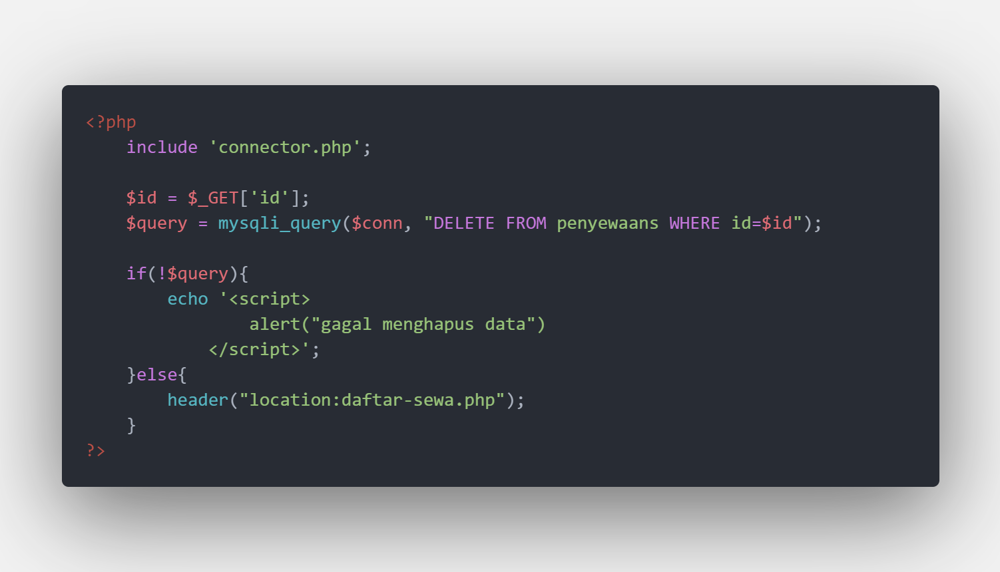 <?php
    include 'connector.php';

    $id = $_GET['id'];
    $query = mysqli_query($conn, "DELETE FROM penyewaans WHERE id=$id");

    if(!$query){
        echo '<script>
                alert("gagal menghapus data")
            </script>';
    }else{
        header("location:daftar-sewa.php");
    }
?>